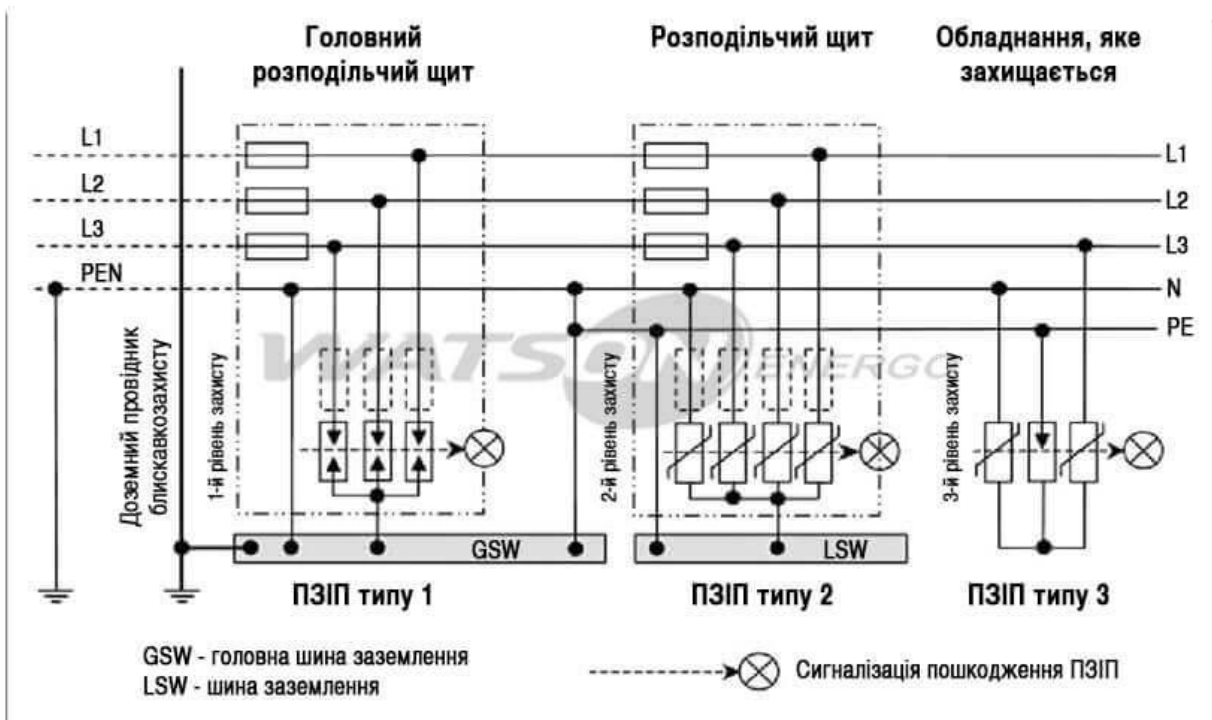 Головний
розподільчий щит
Розподільчий щит
Обладнання, яке
захищається
L1
L1
L2
L2
L3
L3
PEN
N
PE
WATSON ENERGO
Доземний провідник
блискавкозахисту
1-й рівень захисту
2-й рівень захисту
3-й рівень захисту
GSW
LSW
ПЗІП типу 1
ПЗІП типу 2
ПЗІП типу 3
GSW - головна шина заземлення
LSW - шина заземлення
Сигналізація пошкодження ПЗІП